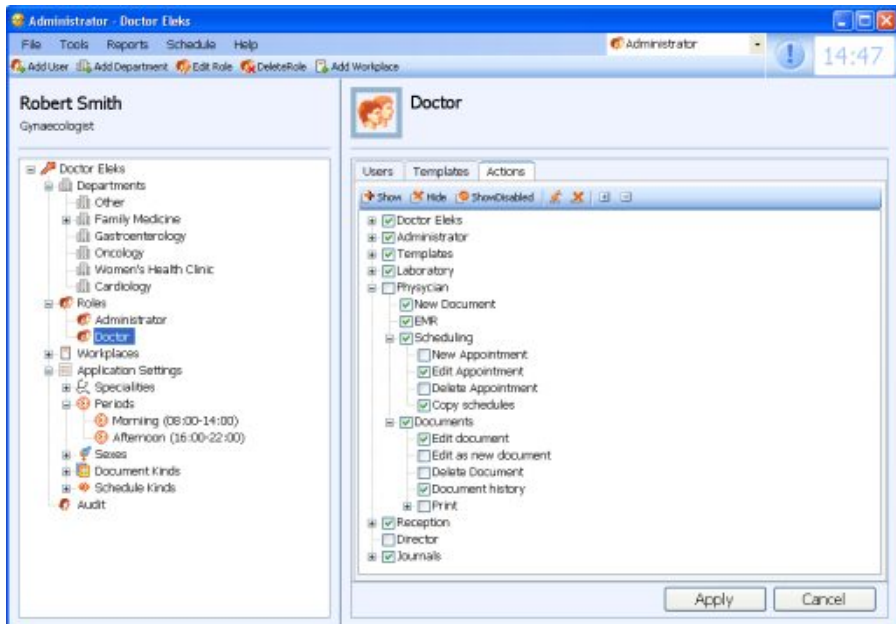 Administrator - Doctor Eleks
File Tools Reports Schedule Help
Administrator
14:47
Add User Add Department Edit Role DeleteRole Add Workplace
Robert Smith
Gynaecologist
Doctor Eleks
Departments
Other
Family Medicine
Gastroenterology
Oncology
Women's Health Clinic
Cardiology
Roles
Administrator
Doctor
Workplaces
Application Settings
Specialities
Periods
Morniing (08:00-14:00)
Afternoon (16:00-22:00)
Sexes
Document Kinds
Schedule Kinds
Audit
Doctor
Users Templates Actions
Show Hide ShowDisabled
Doctor Eleks
Administrator
Templates
Laboratory
Physycian
New Document
EMR
Scheduling
New Appointment
Edit Appointment
Delete Appointment
Copy schedules
Documents
Edit document
Edit as new document
Delete Document
Document history
Print
Reception
Director
Journals
Apply Cancel